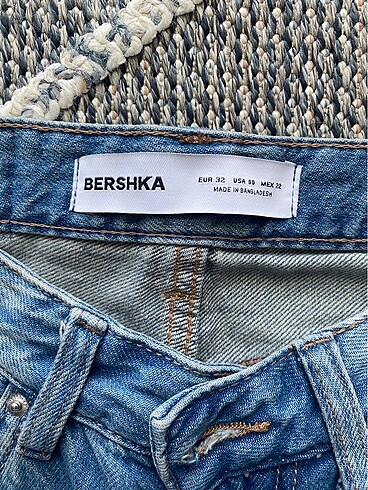 BERSHKA
EUR 32 USA 00 MEX 22
MADE IN BANGLADESH